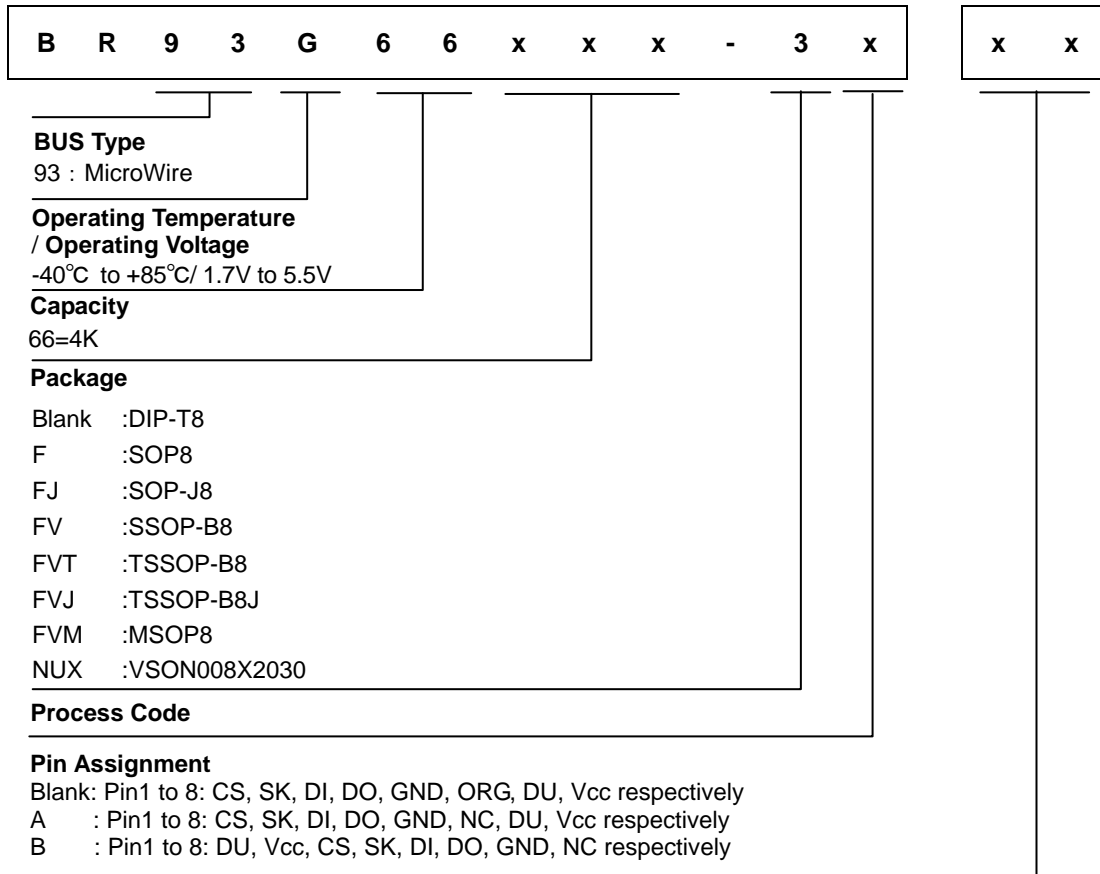 B R 9 3 G 6 6 x x x - 3 x x x
BUS Type
93 : MicroWire
Operating Temperature
/ Operating Voltage
-40℃ to +85℃/ 1.7V to 5.5V
Capacity
66=4K
Package
Blank :DIP-T8
F :SOP8
FJ :SOP-J8
FV :SSOP-B8
FVT :TSSOP-B8
FVJ :TSSOP-B8J
FVM :MSOP8
NUX :VSON008X2030
Process Code
Pin Assignment
Blank: Pin1 to 8: CS, SK, DI, DO, GND, ORG, DU, Vcc respectively
A : Pin1 to 8: CS, SK, DI, DO, GND, NC, DU, Vcc respectively
B : Pin1 to 8: DU, Vcc, CS, SK, DI, DO, GND, NC respectively